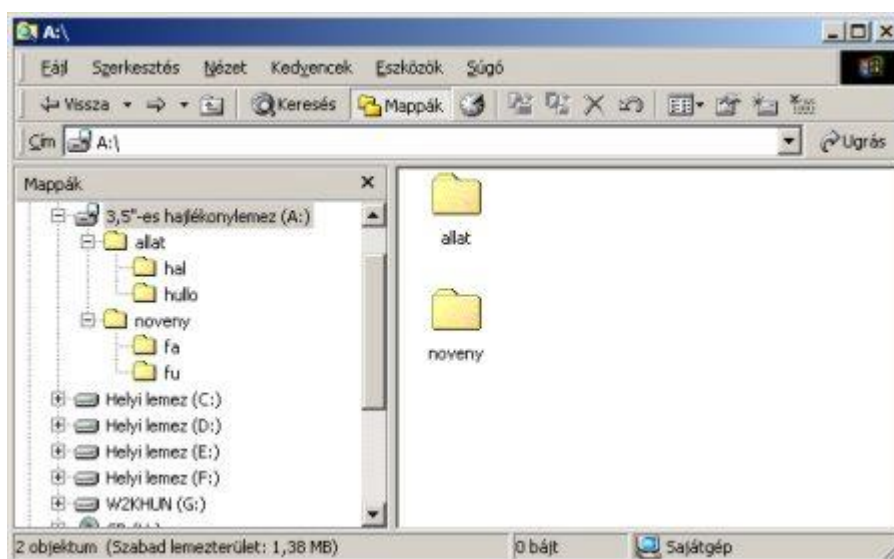 A:\
Fájl Szerkesztés Nézet Kedvencek Eszközök Súgó
Vissza Keresés Mappák
Cím A:\ Ugrás
Mappák
3,5"-es hajlékonylemez (A:)
allat
hal
hullo
noveny
fa
fu
Helyi lemez (C:)
Helyi lemez (D:)
Helyi lemez (E:)
Helyi lemez (F:)
W2KHUN (G:)
allat
noveny
2 objektum (Szabad lemezterület: 1,38 MB) 0 bájt Sajátgép